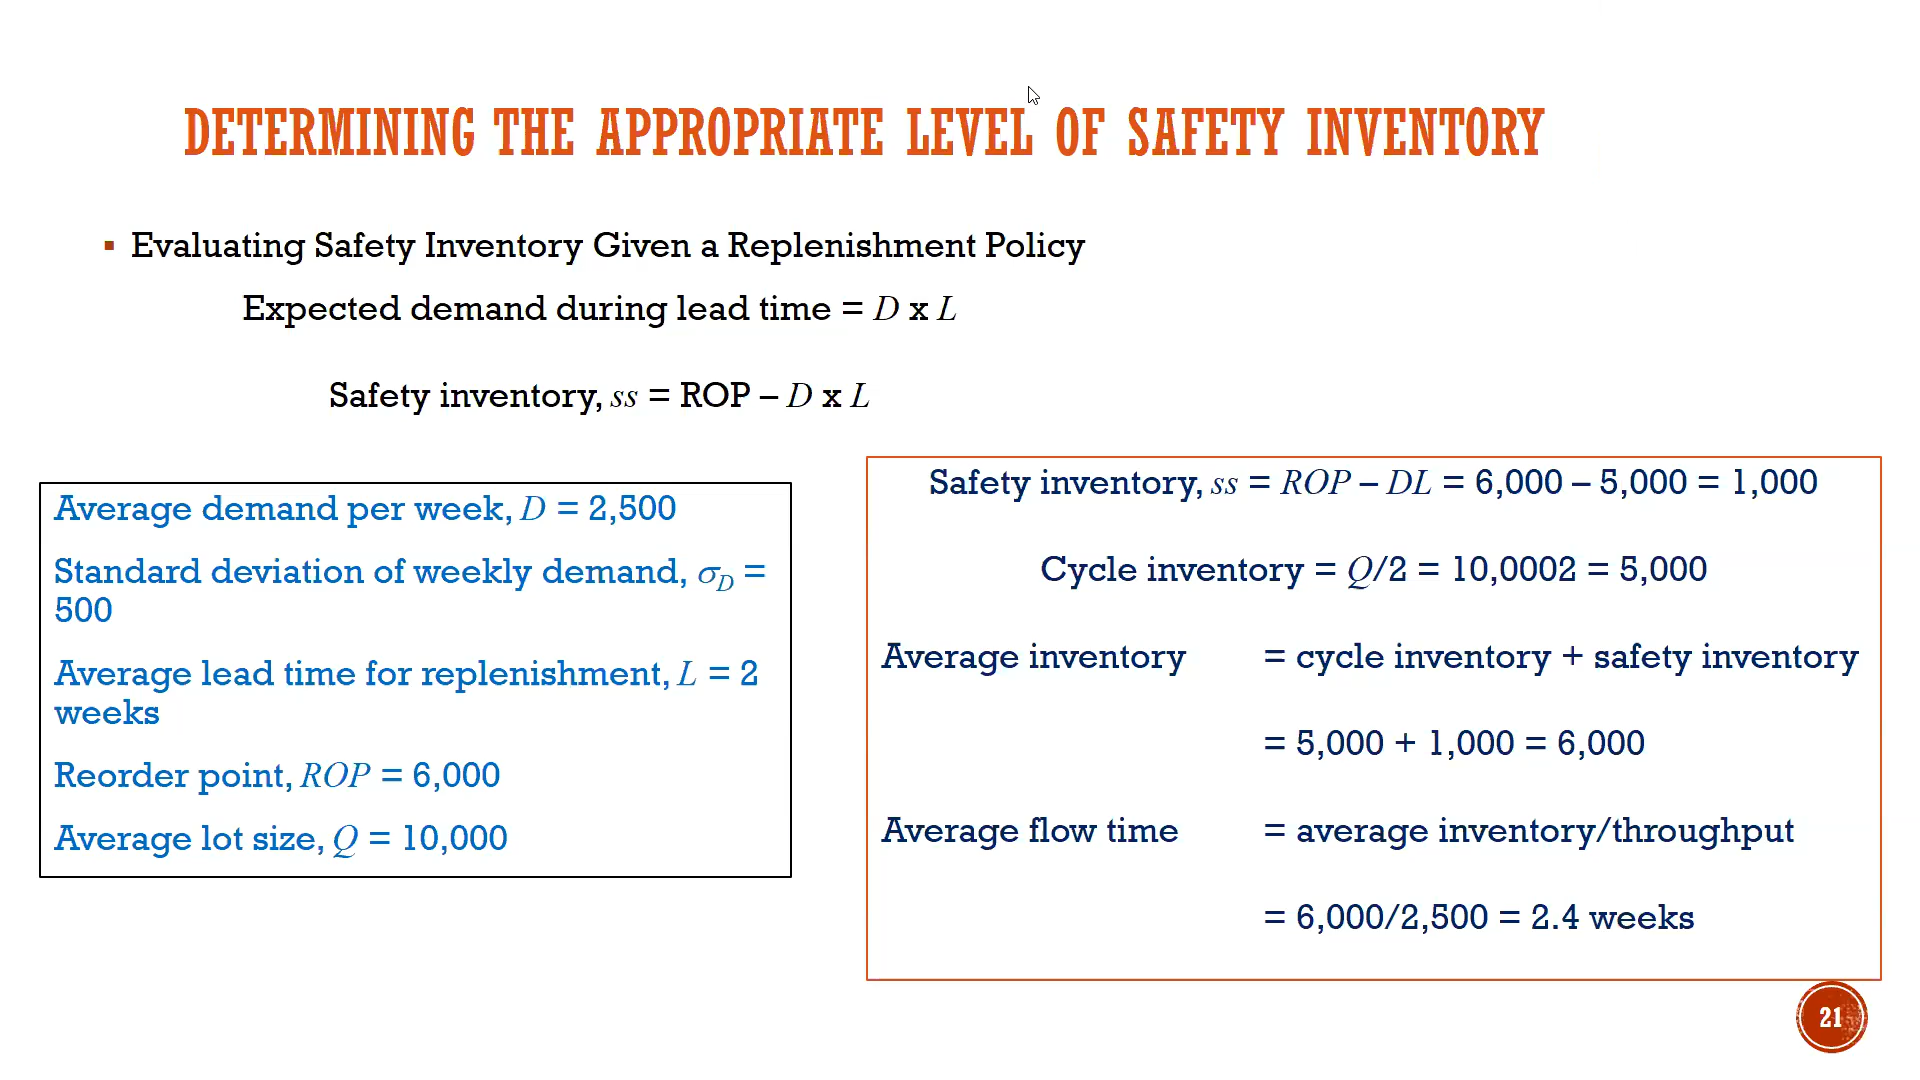 DETERMINING THE APPROPRIATE LEVEL OF SAFETY INVENTORY
▪ Evaluating Safety Inventory Given a Replenishment Policy
Expected demand during lead time = D x L
Safety inventory, ss = ROP – D x L
Average demand per week, D = 2,500
Standard deviation of weekly demand, σD =
500
Average lead time for replenishment, L = 2
weeks
Reorder point, ROP = 6,000
Average lot size, Q = 10,000
Safety inventory, ss = ROP – DL = 6,000 – 5,000 = 1,000
Cycle inventory = Q/2 = 10,0002 = 5,000
Average inventory = cycle inventory + safety inventory
= 5,000 + 1,000 = 6,000
Average flow time = average inventory/throughput
= 6,000/2,500 = 2.4 weeks
21